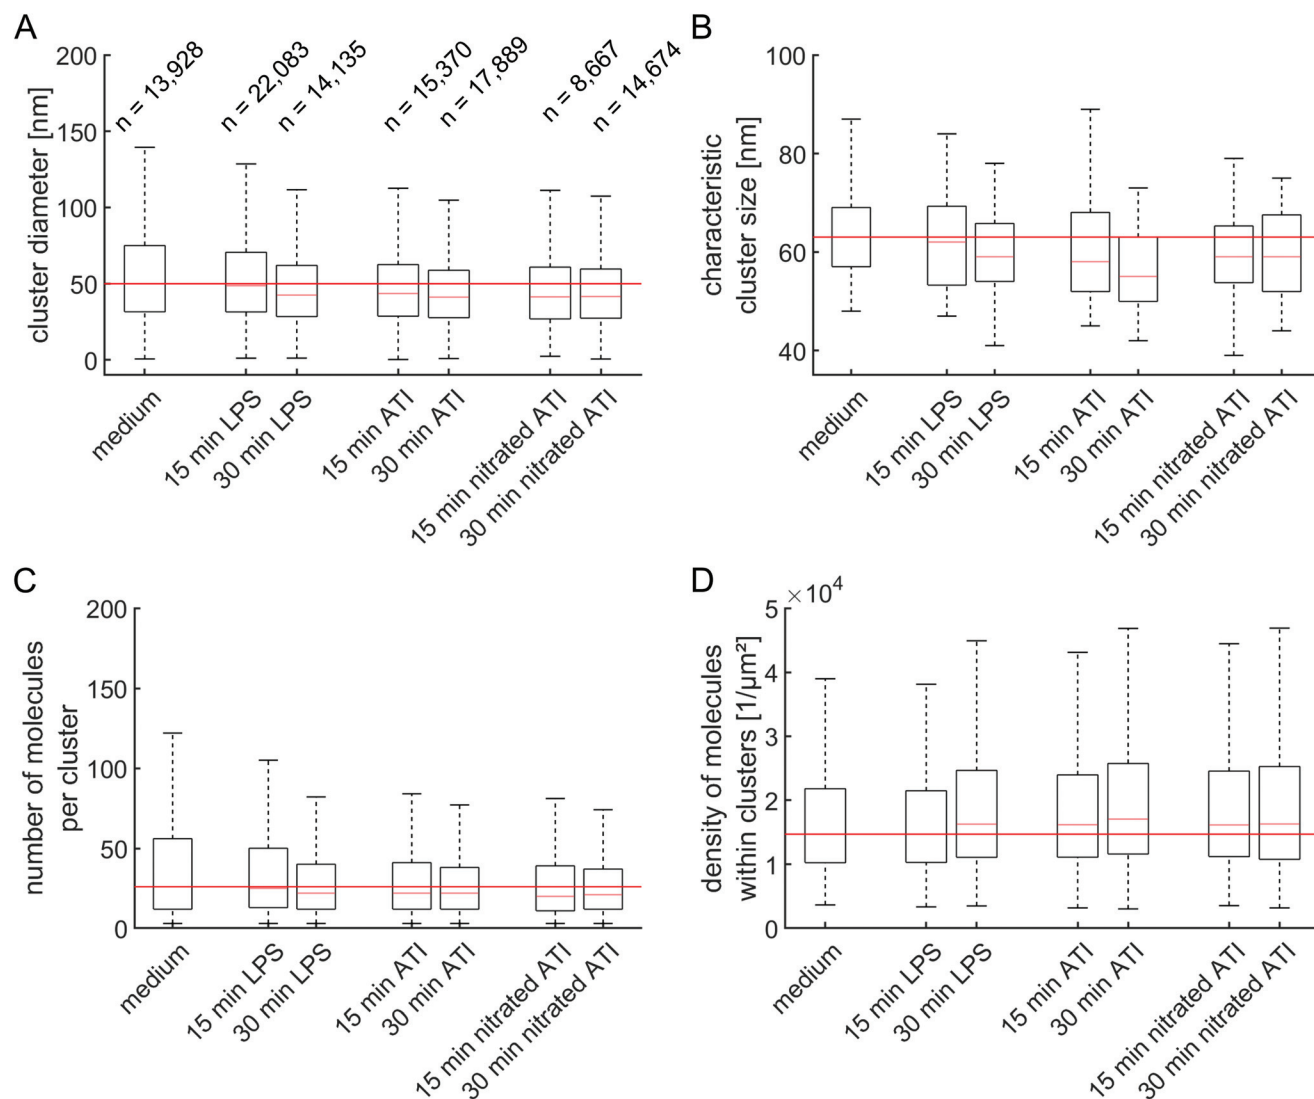 A
200
150
100
50
0
cluster diameter [nm]
n = 13,928
n = 22,083
n = 14,135
n = 15,370
n = 17,889
n = 8,667
n = 14,674
medium
15 min LPS
30 min LPS
15 min ATI
30 min ATI
15 min nitrated ATI
30 min nitrated ATI
B
100
80
60
40
characteristic
cluster size [nm]
medium
15 min LPS
30 min LPS
15 min ATI
30 min ATI
15 min nitrated ATI
30 min nitrated ATI
C
200
150
100
50
0
number of molecules
per cluster
medium
15 min LPS
30 min LPS
15 min ATI
30 min ATI
15 min nitrated ATI
30 min nitrated ATI
D
×10⁴
5
4
3
2
1
0
density of molecules
within clusters [1/µm²]
medium
15 min LPS
30 min LPS
15 min ATI
30 min ATI
15 min nitrated ATI
30 min nitrated ATI